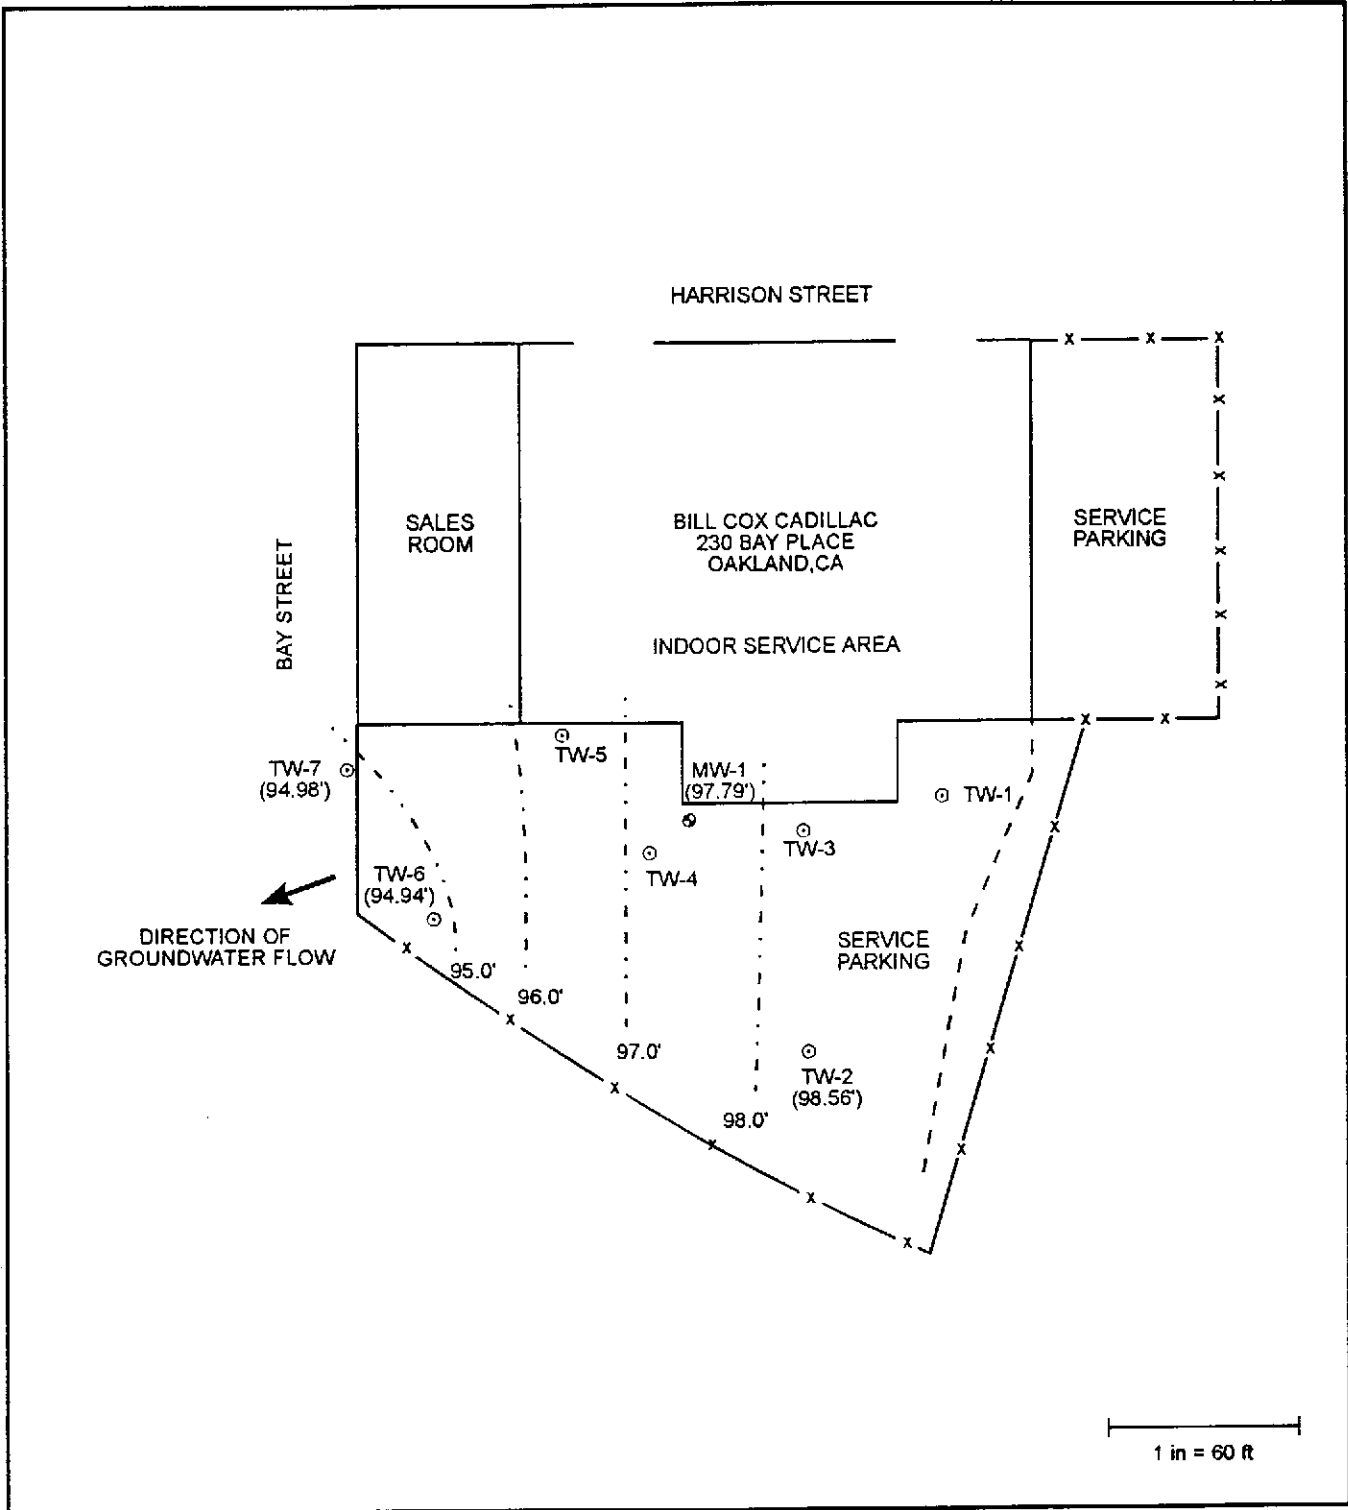 HARRISON STREET
SALES
ROOM
BILL COX CADILLAC
230 BAY PLACE
OAKLAND,CA
SERVICE
PARKING
BAY STREET
INDOOR SERVICE AREA
TW-5
TW-7
(94.98')
MW-1
(97.79')
TW-1
TW-3
TW-4
TW-6
(94.94')
DIRECTION OF
GROUNDWATER FLOW
SERVICE
PARKING
95.0'
96.0'
97.0'
TW-2
(98.56')
98.0'
1 in = 60 ft